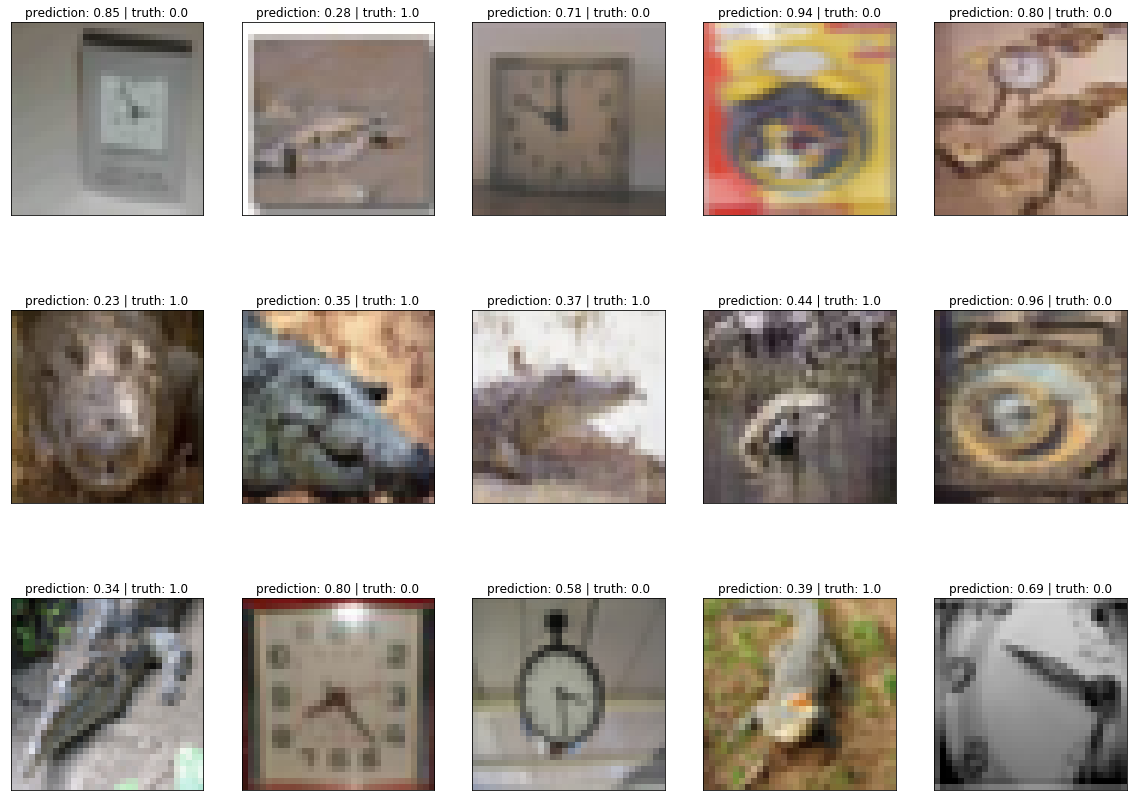 prediction: 0.85 | truth: 0.0
prediction: 0.28 | truth: 1.0
prediction: 0.71 | truth: 0.0
prediction: 0.94 | truth: 0.0
prediction: 0.80 | truth: 0.0
prediction: 0.23 | truth: 1.0
prediction: 0.35 | truth: 1.0
prediction: 0.37 | truth: 1.0
prediction: 0.44 | truth: 1.0
prediction: 0.96 | truth: 0.0
prediction: 0.34 | truth: 1.0
prediction: 0.80 | truth: 0.0
prediction: 0.58 | truth: 0.0
prediction: 0.39 | truth: 1.0
prediction: 0.69 | truth: 0.0